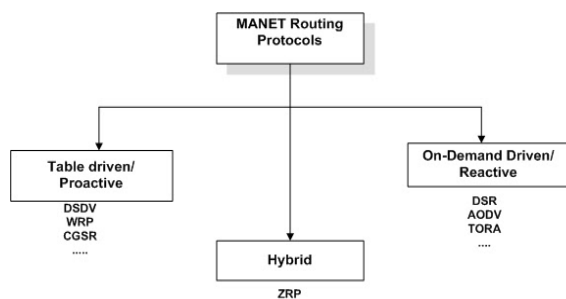 MANET Routing
Protocols
Table driven/
Proactive
DSDV
WRP
CGSR
.....
Hybrid
ZRP
On-Demand Driven/
Reactive
DSR
AODV
TORA
....